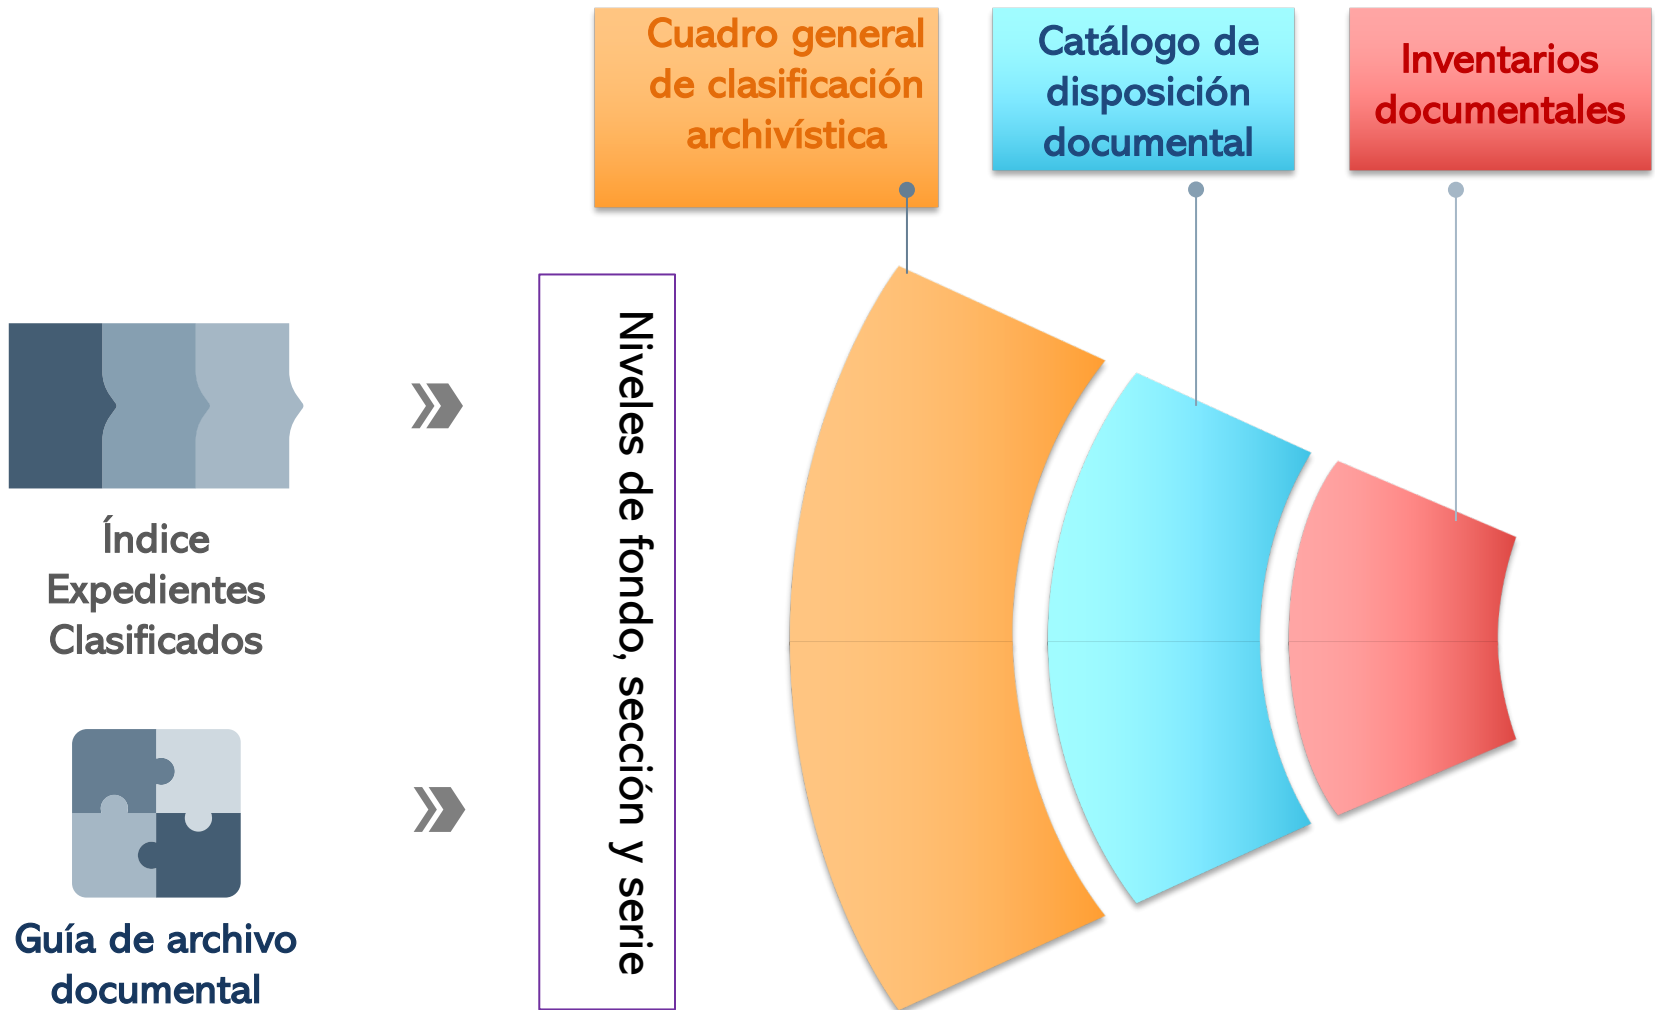 Cuadro general
de clasificación
archivística
Catálogo de
disposición
documental
Inventarios
documentales
Índice
Expedientes
Clasificados
Guía de archivo
documental
Niveles de fondo, sección y serie